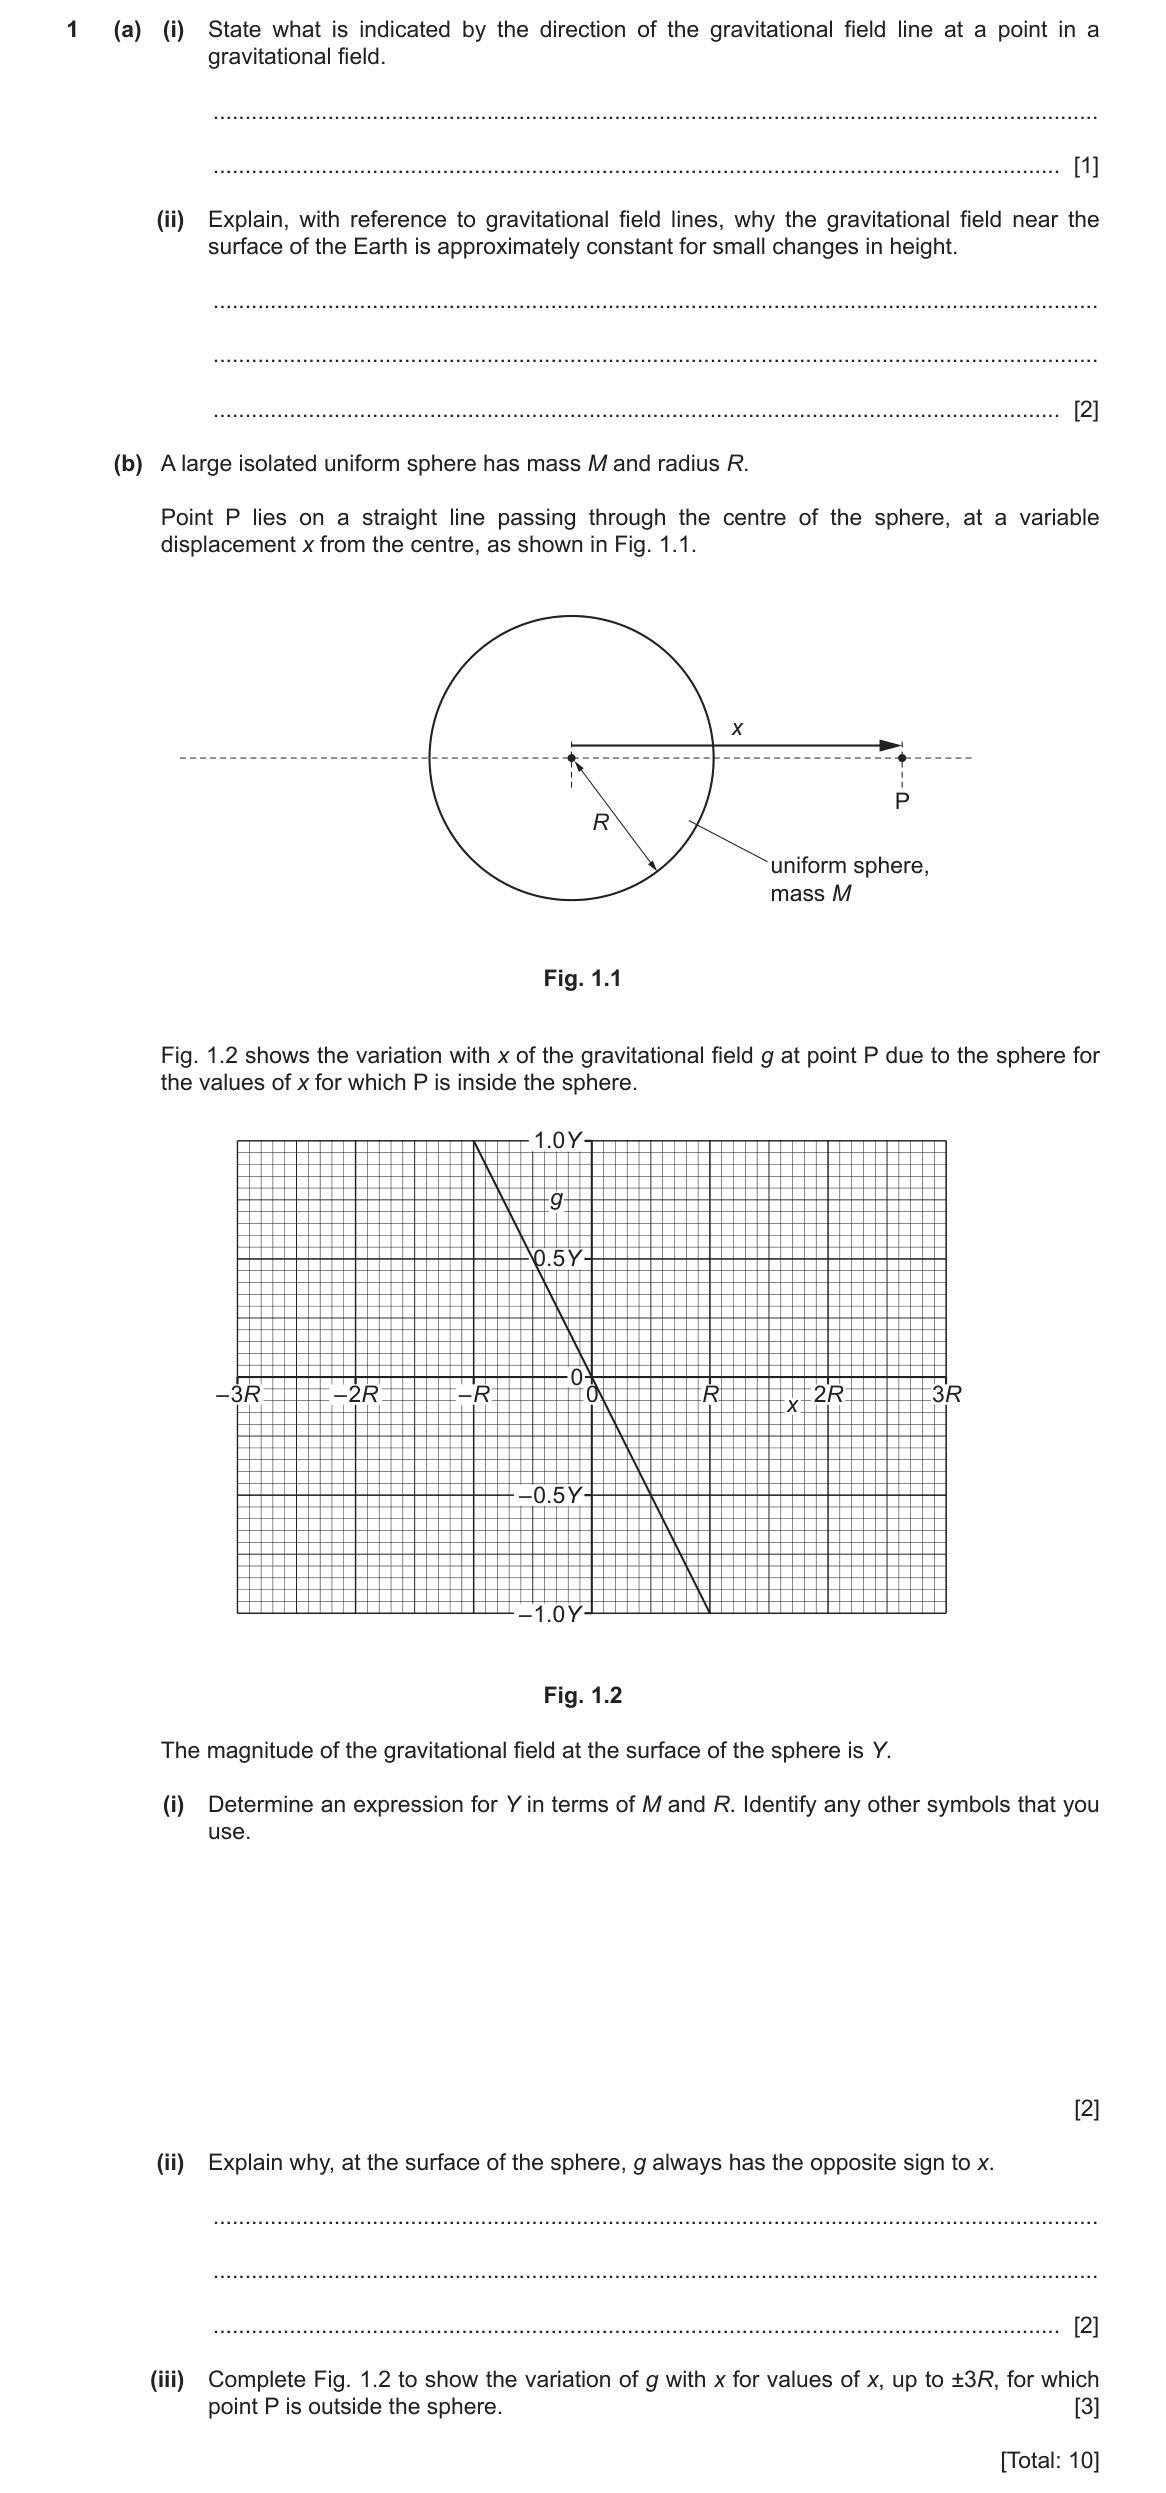 1 (a) (i) State what is indicated by the direction of the gravitational field line at a point in a
gravitational field.
..........................................................................................................................................
.................................................................................................................................... [1]
(ii) Explain, with reference to gravitational field lines, why the gravitational field near the
surface of the Earth is approximately constant for small changes in height.
..........................................................................................................................................
..........................................................................................................................................
.................................................................................................................................... [2]
(b) A large isolated uniform sphere has mass M and radius R.
Point P lies on a straight line passing through the centre of the sphere, at a variable
displacement x from the centre, as shown in Fig. 1.1.
x
P
R
uniform sphere,
mass M
Fig. 1.1
Fig. 1.2 shows the variation with x of the gravitational field g at point P due to the sphere for
the values of x for which P is inside the sphere.
1.0Y
g
0.5Y
0
–3R –2R –R 0 R x 2R 3R
–0.5Y
–1.0Y
Fig. 1.2
The magnitude of the gravitational field at the surface of the sphere is Y.
(i) Determine an expression for Y in terms of M and R. Identify any other symbols that you
use.
[2]
(ii) Explain why, at the surface of the sphere, g always has the opposite sign to x.
..........................................................................................................................................
..........................................................................................................................................
.................................................................................................................................... [2]
(iii) Complete Fig. 1.2 to show the variation of g with x for values of x, up to ±3R, for which
point P is outside the sphere. [3]
[Total: 10]